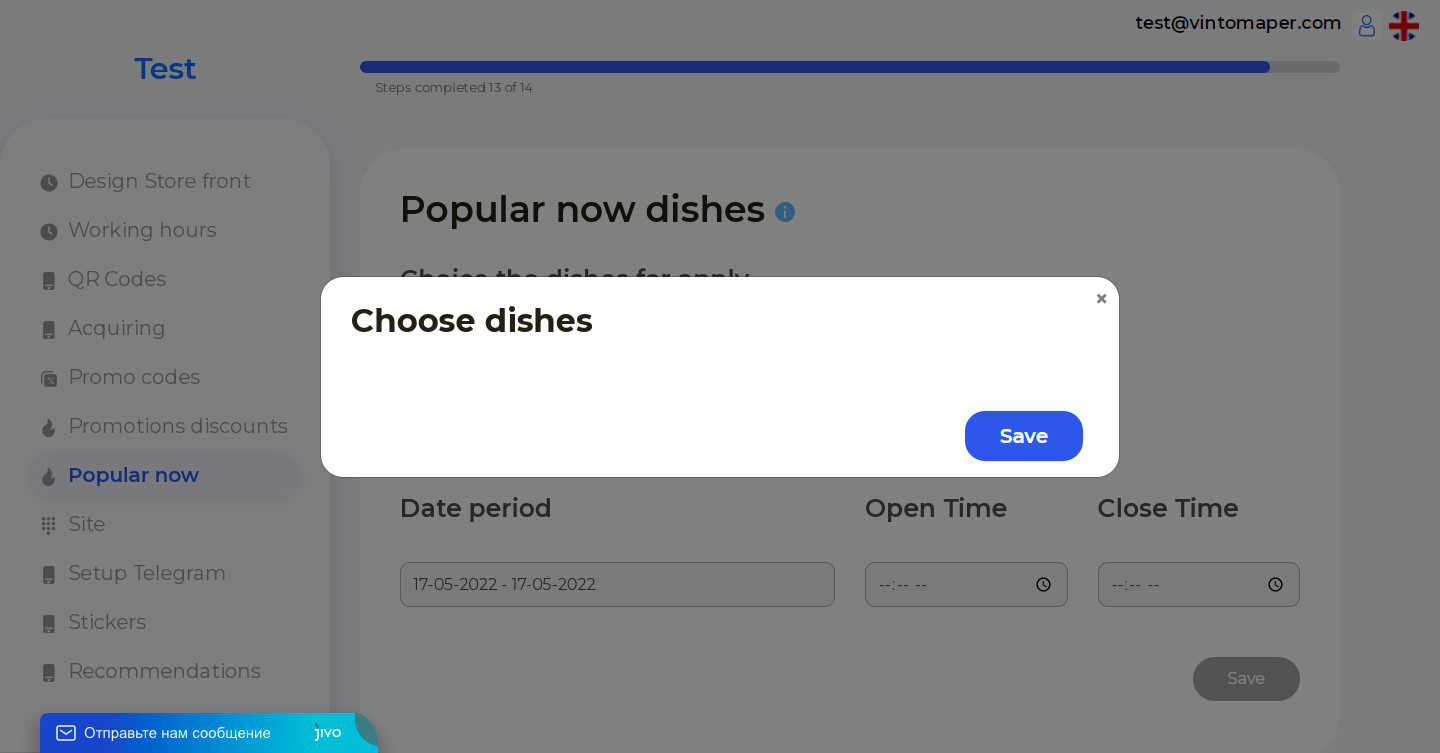 test@vintomaper.com
Test
Steps completed 13 of 14
Design Store front
Working hours
QR Codes
Acquiring
Promo codes
Promotions discounts
Popular now
Site
Setup Telegram
Stickers
Recommendations
Popular now dishes
Choice the dishes for apply
Choose dishes
×
Save
Date period
Open Time
Close Time
17-05-2022 - 17-05-2022
--:-- --
--:-- --
Save
Отправьте нам сообщение
jivo